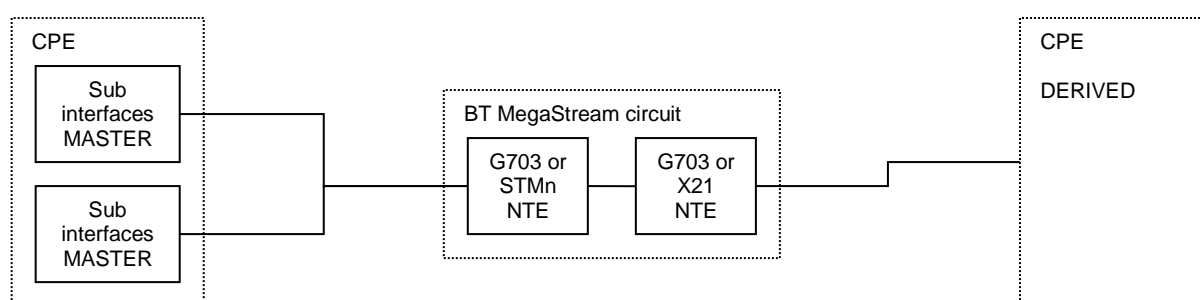 CPE
Sub
interfaces
MASTER
Sub
interfaces
MASTER
BT MegaStream circuit
G703 or
STMn
NTE
G703 or
X21
NTE
CPE
DERIVED